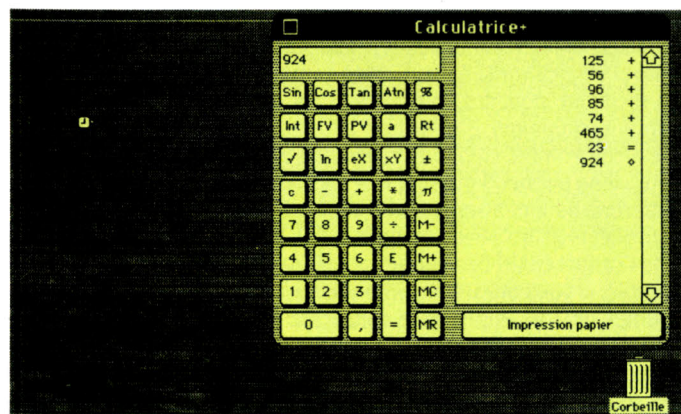 Calculatrice+
924
125 +
56 +
96 +
85 +
74 +
465 +
23 =
924 ◇
Sin Cos Tan Atn %
Int FV PV a Rt
√ ln eX xY ±
c - + * π
7 8 9 ÷ M-
4 5 6 E M+
1 2 3 MC
0 , = MR
Impression papier
Corbeille